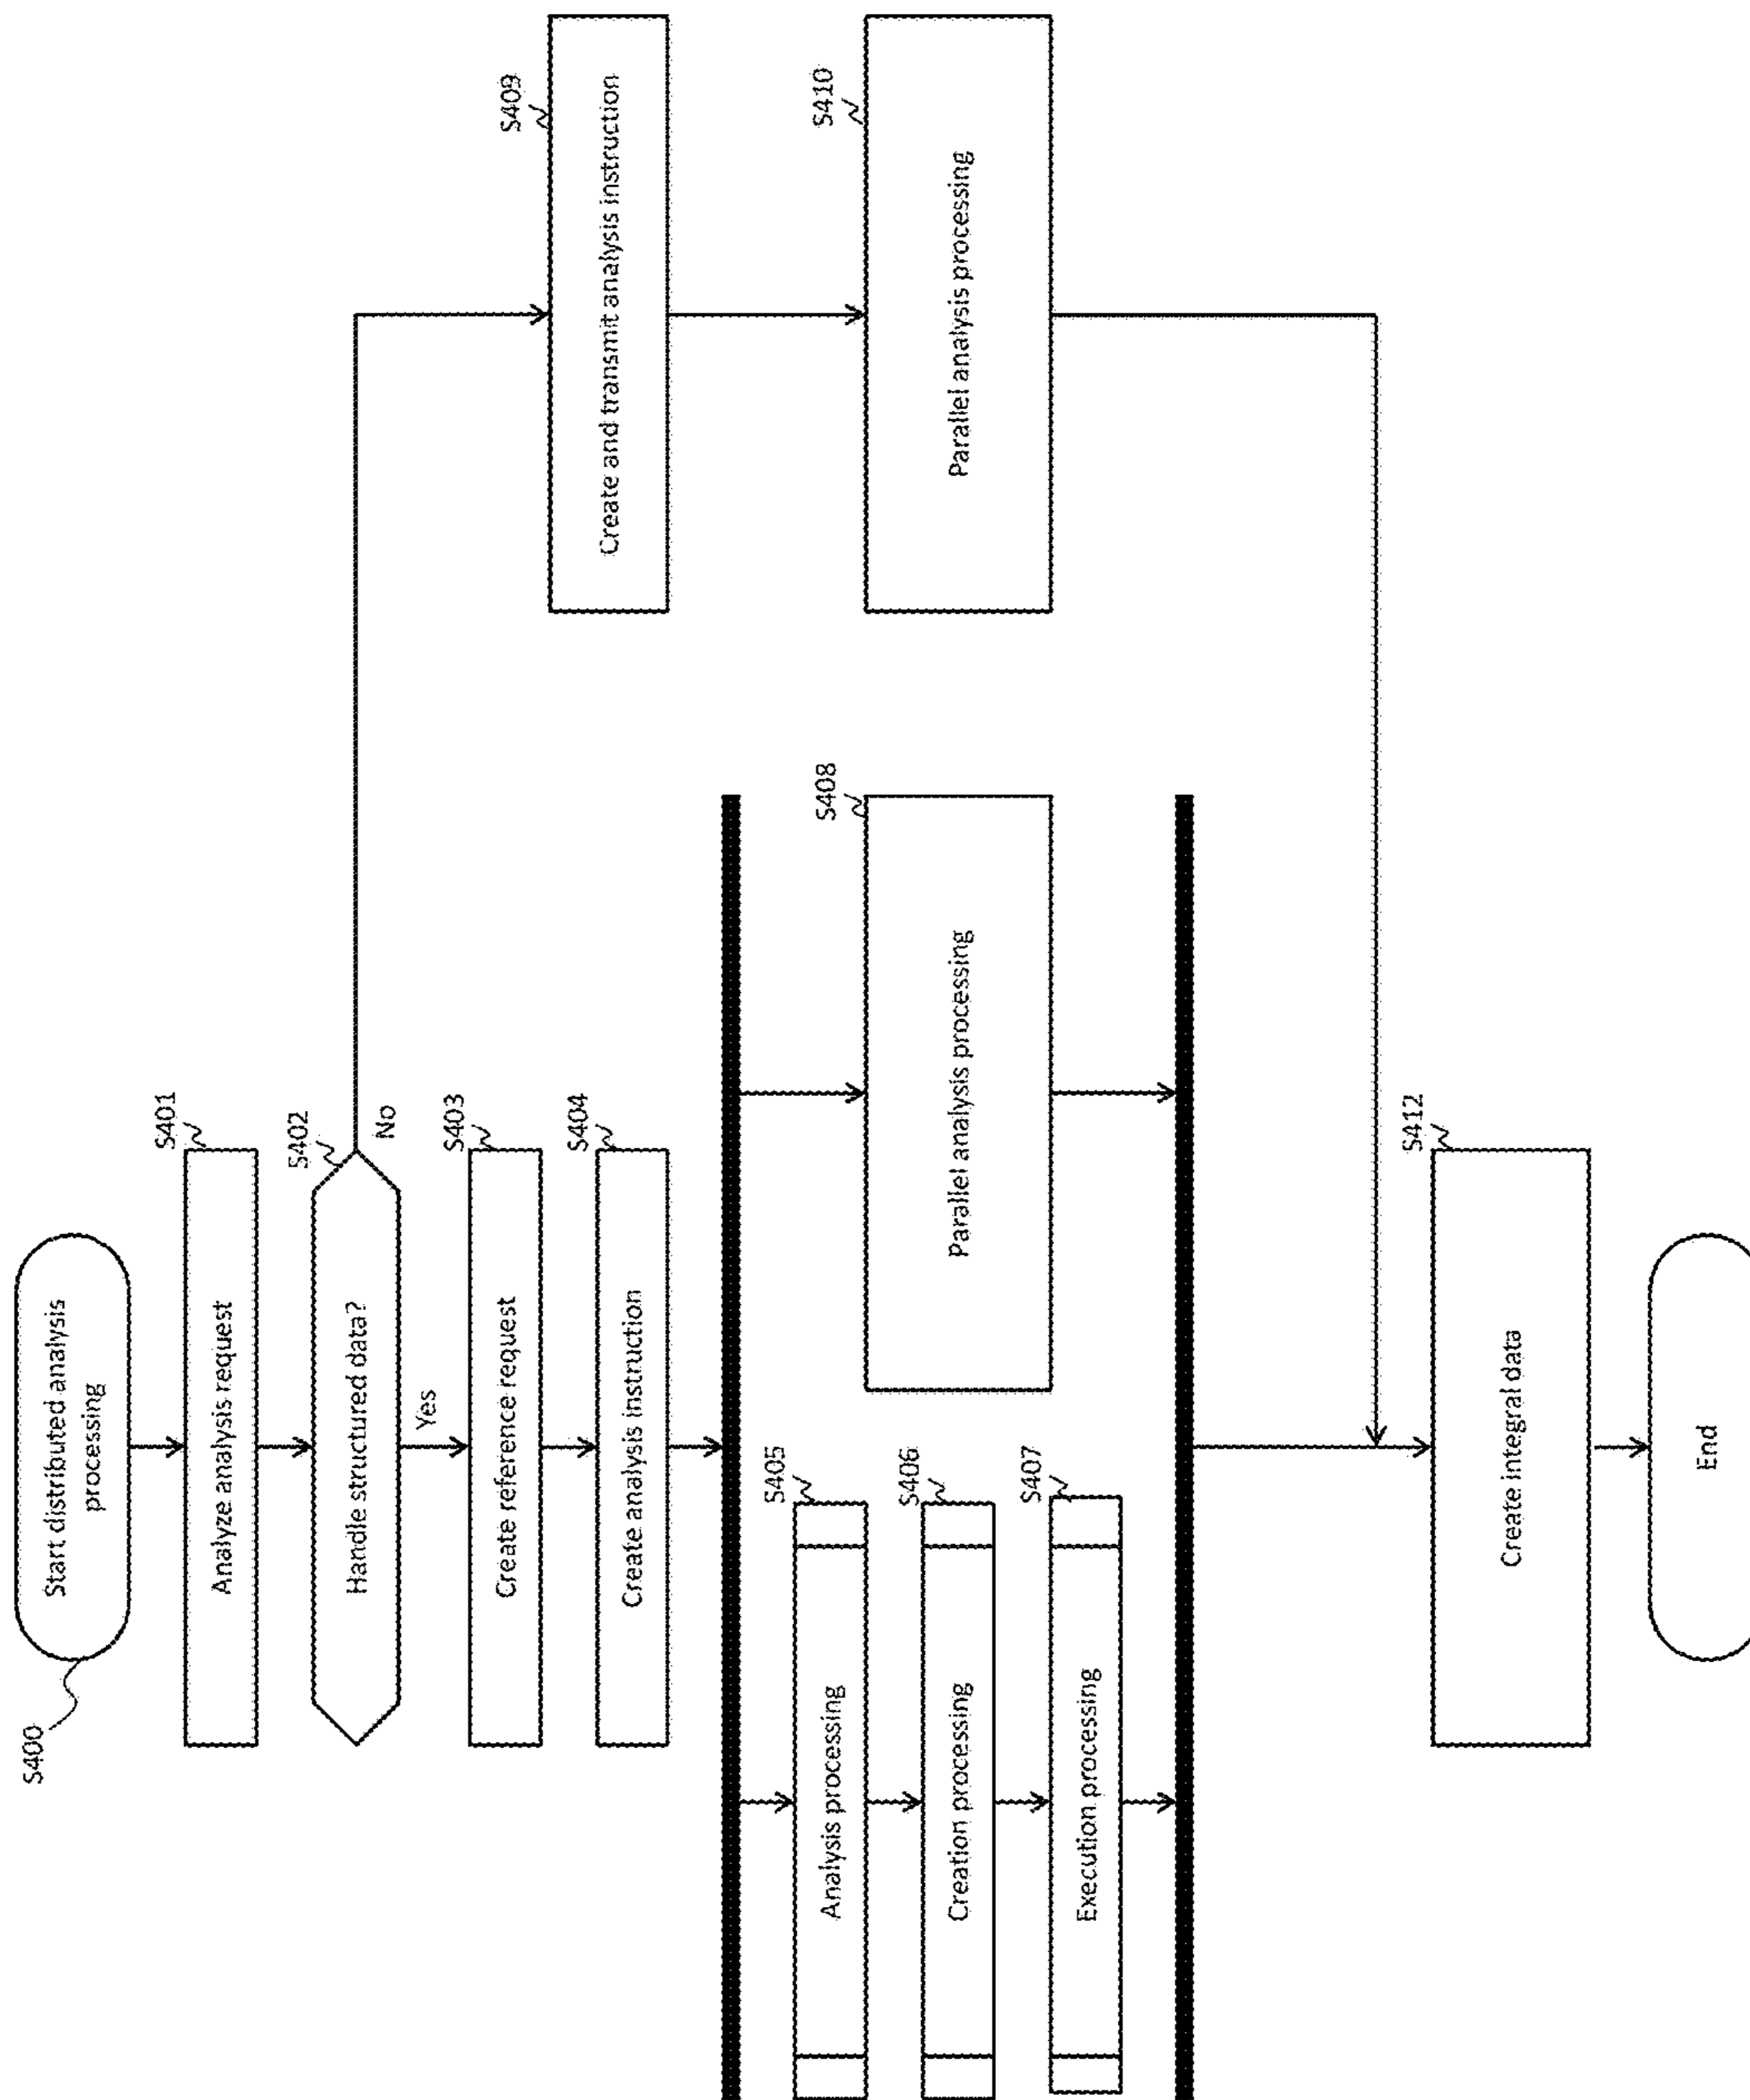 S400
Start distributed analysis
processing
S401
Analyze analysis request
S402
Handle structured data?
No
Yes
S403
Create reference request
S404
Create analysis instruction
S405
Analysis processing
S406
Creation processing
S407
Execution processing
S408
Parallel analysis processing
S409
Create and transmit analysis instruction
S410
Parallel analysis processing
S412
Create integral data
End